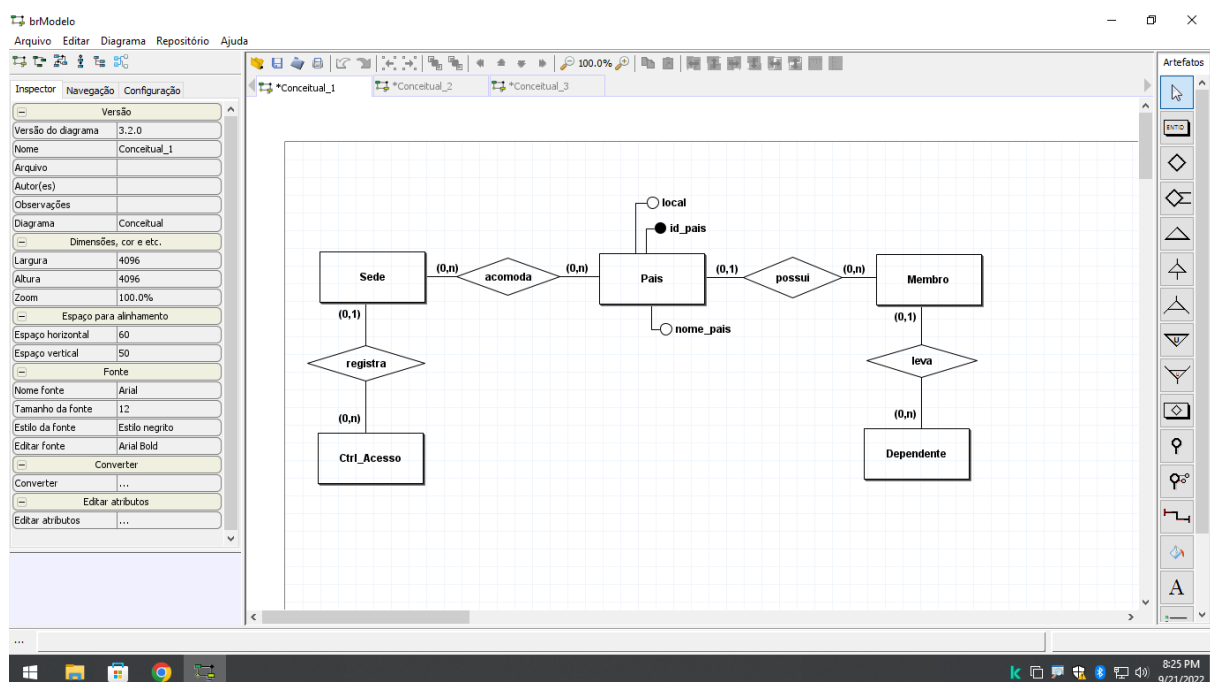 brModelo
Arquivo Editar Diagrama Repositório Ajuda
100.0%
Artefatos
Inspector Navegação Configuração
*Conceitual_1 *Conceitual_2 *Conceitual_3
Versão
Versão do diagrama 3.2.0
Nome Conceitual_1
Arquivo
Autor(es)
Observações
Diagrama Conceitual
Dimensões, cor e etc.
Largura 4096
Altura 4096
Zoom 100.0%
Espaço para alinhamento
Espaço horizontal 60
Espaço vertical 50
Fonte
Nome fonte Arial
Tamanho da fonte 12
Estilo da fonte Estilo negrito
Editar fonte Arial Bold
Converter
Converter ...
Editar atributos
Editar atributos ...
local
id_pais
Sede (0,n) acomoda (0,n) Pais (0,1) possui (0,n) Membro
nome_pais
(0,1) (0,1)
registra leva
(0,n) (0,n)
Ctrl_Acesso Dependente
ENTID
U
A
...
8:25 PM
9/21/2022